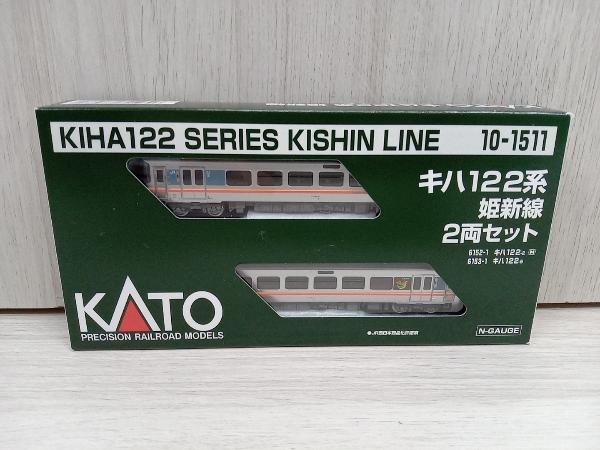 KIHA122 SERIES KISHIN LINE 10-1511
キハ122系
姫新線
2両セット
6152-1 キハ122-2 M
6153-1 キハ122
KATO
PRECISION RAILROAD MODELS
N-GAUGE